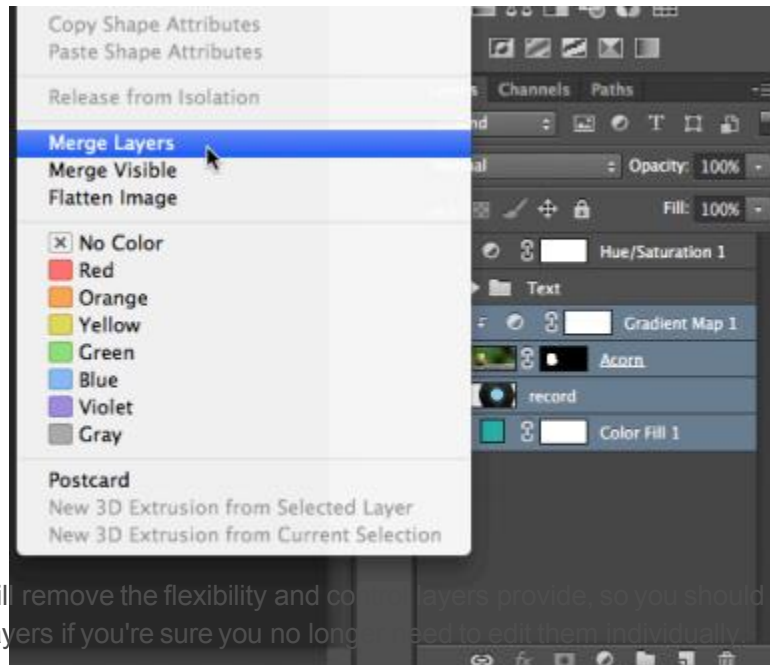 Copy Shape Attributes
Paste Shape Attributes
Release from Isolation
Merge Layers
Merge Visible
Flatten Image
No Color
Red
Orange
Yellow
Green
Blue
Violet
Gray
Postcard
New 3D Extrusion from Selected Layer
New 3D Extrusion from Current Selection
Channels Paths
Opacity: 100%
Fill: 100%
Hue/Saturation 1
Text
Gradient Map 1
Acorn
record
Color Fill 1
remove the flexibility and control layers provide, so you should
if you're sure you no longer need to edit them individually.